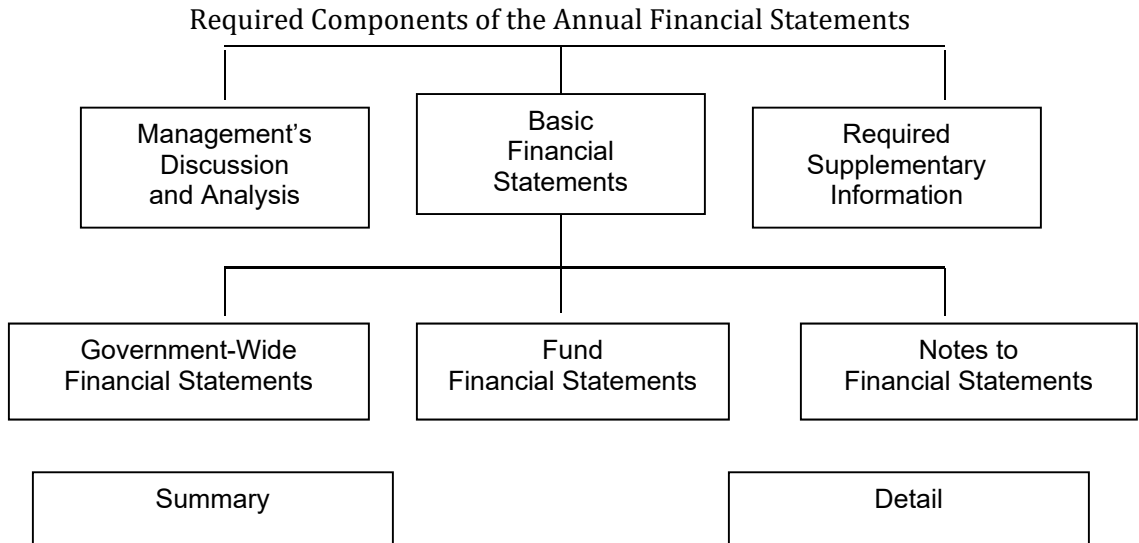 Required Components of the Annual Financial Statements
Management’s
Discussion
and Analysis
Basic
Financial
Statements
Required
Supplementary
Information
Government-Wide
Financial Statements
Fund
Financial Statements
Notes to
Financial Statements
Summary
Detail